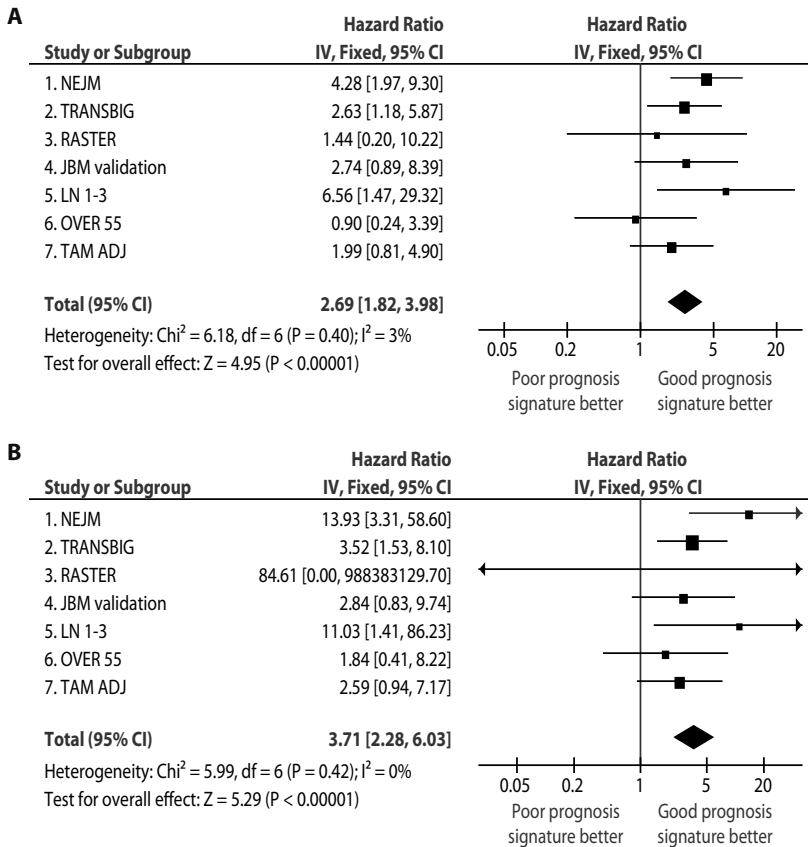 A
Hazard Ratio Hazard Ratio
Study or Subgroup IV, Fixed, 95% CI IV, Fixed, 95% CI
1. NEJM 4.28 [1.97, 9.30]
2. TRANSBIG 2.63 [1.18, 5.87]
3. RASTER 1.44 [0.20, 10.22]
4. JBM validation 2.74 [0.89, 8.39]
5. LN 1-3 6.56 [1.47, 29.32]
6. OVER 55 0.90 [0.24, 3.39]
7. TAM ADJ 1.99 [0.81, 4.90]
Total (95% CI) 2.69 [1.82, 3.98]
Heterogeneity: Chi² = 6.18, df = 6 (P = 0.40); I² = 3%
Test for overall effect: Z = 4.95 (P < 0.00001)
0.05 0.2 1 5 20
Poor prognosis Good prognosis
signature better signature better
B
Hazard Ratio Hazard Ratio
Study or Subgroup IV, Fixed, 95% CI IV, Fixed, 95% CI
1. NEJM 13.93 [3.31, 58.60]
2. TRANSBIG 3.52 [1.53, 8.10]
3. RASTER 84.61 [0.00, 988383129.70]
4. JBM validation 2.84 [0.83, 9.74]
5. LN 1-3 11.03 [1.41, 86.23]
6. OVER 55 1.84 [0.41, 8.22]
7. TAM ADJ 2.59 [0.94, 7.17]
Total (95% CI) 3.71 [2.28, 6.03]
Heterogeneity: Chi² = 5.99, df = 6 (P = 0.42); I² = 0%
Test for overall effect: Z = 5.29 (P < 0.00001)
0.05 0.2 1 5 20
Poor prognosis Good prognosis
signature better signature better